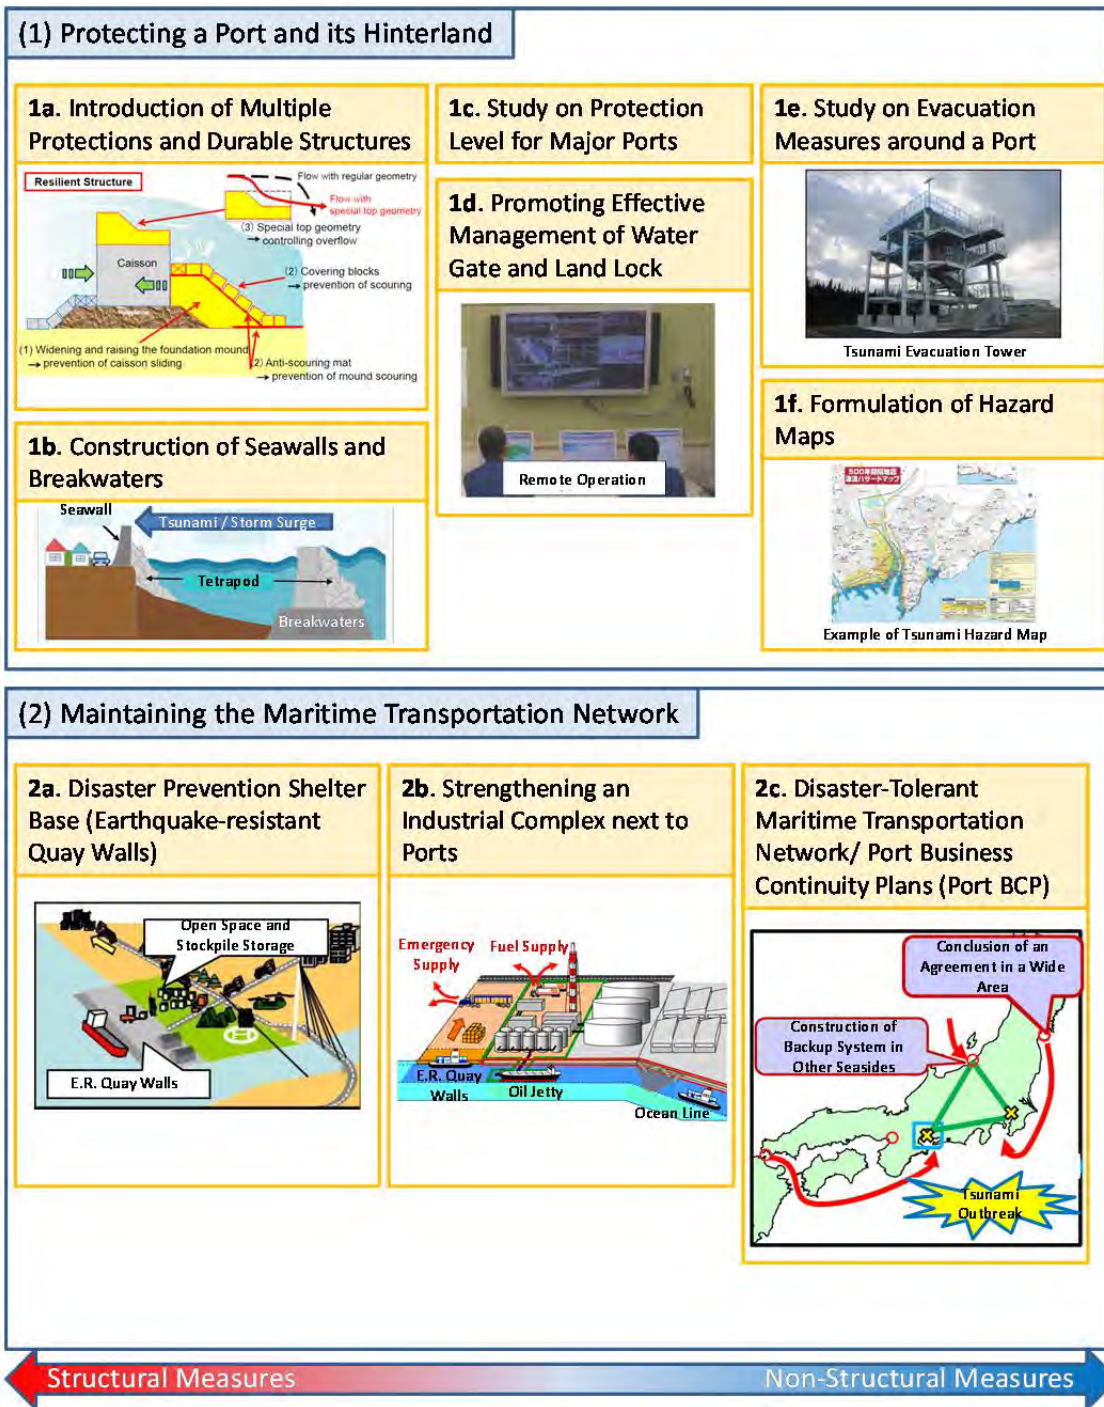 (1) Protecting a Port and its Hinterland
1a. Introduction of Multiple
Protections and Durable Structures
Resilient Structure
Flow with regular geometry
Flow with
special top geometry
(3) Special top geometry
→ controlling overflow
Caisson
(2) Covering blocks
→ prevention of scouring
(1) Widening and raising the foundation mound
→ prevention of caisson sliding
(2) Anti-scouring mat
→ prevention of mound scouring
1b. Construction of Seawalls and
Breakwaters
Seawall
Tsunami / Storm Surge
Tetrapod
Breakwaters
1c. Study on Protection
Level for Major Ports
1d. Promoting Effective
Management of Water
Gate and Land Lock
Remote Operation
1e. Study on Evacuation
Measures around a Port
Tsunami Evacuation Tower
1f. Formulation of Hazard
Maps
Example of Tsunami Hazard Map
(2) Maintaining the Maritime Transportation Network
2a. Disaster Prevention Shelter
Base (Earthquake-resistant
Quay Walls)
Open Space and
Stockpile Storage
E.R. Quay Walls
2b. Strengthening an
Industrial Complex next to
Ports
Emergency
Supply
Fuel Supply
E.R. Quay
Walls
Oil Jetty
Ocean Line
2c. Disaster-Tolerant
Maritime Transportation
Network/ Port Business
Continuity Plans (Port BCP)
Conclusion of an
Agreement in a Wide
Area
Construction of
Backup System in
Other Seasides
Tsunami
Outbreak
Structural Measures
Non-Structural Measures